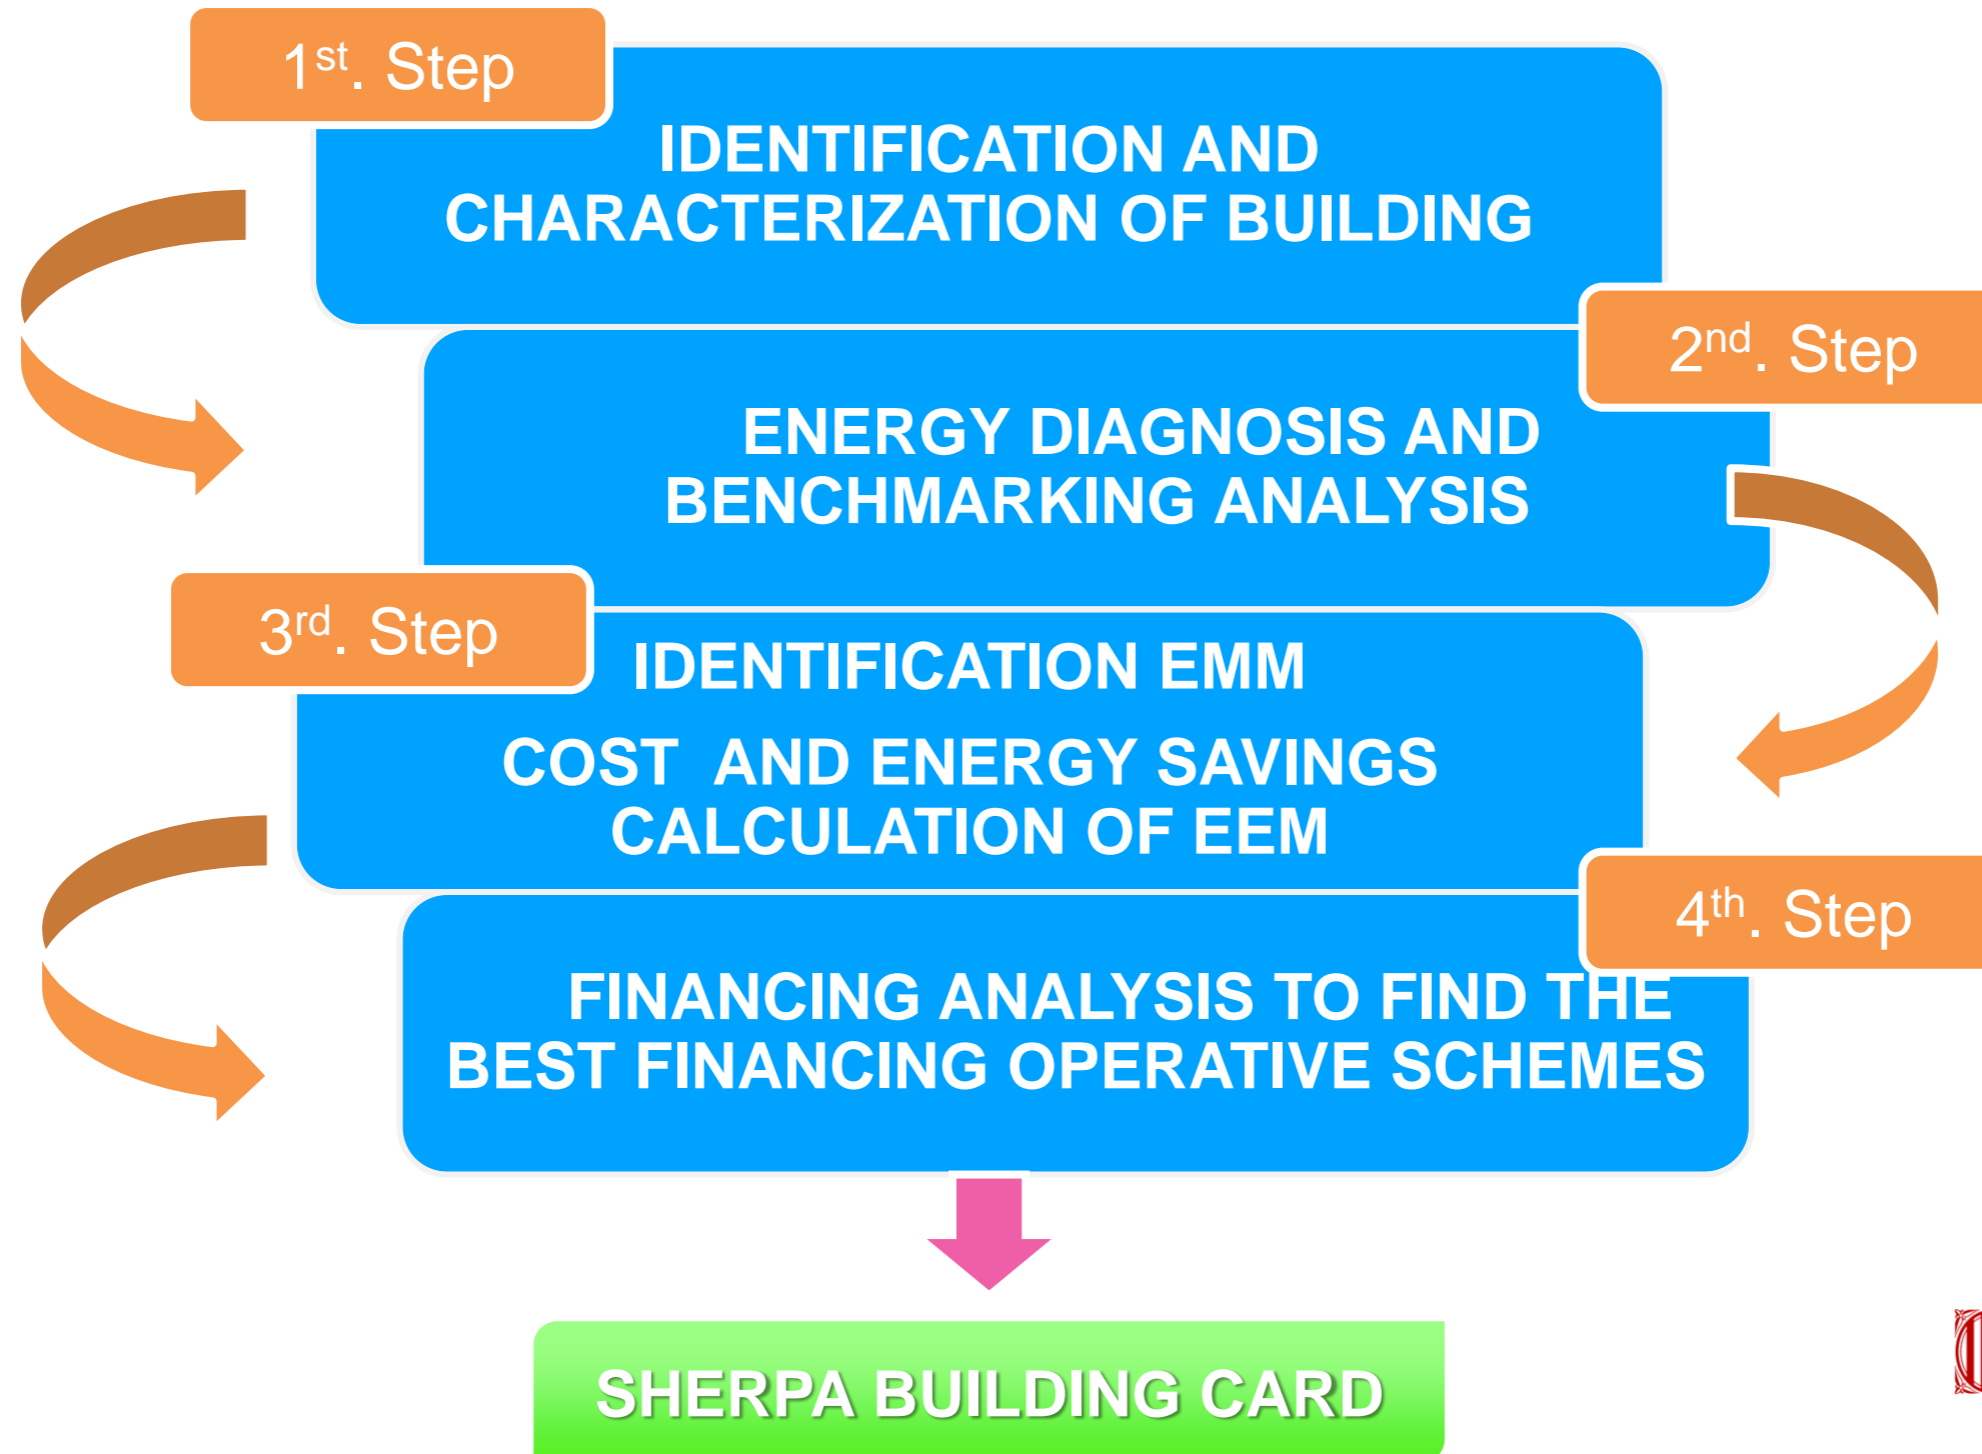 1st. Step
IDENTIFICATION AND
CHARACTERIZATION OF BUILDING
2nd. Step
ENERGY DIAGNOSIS AND
BENCHMARKING ANALYSIS
3rd. Step
IDENTIFICATION EMM
COST AND ENERGY SAVINGS
CALCULATION OF EEM
4th. Step
FINANCING ANALYSIS TO FIND THE
BEST FINANCING OPERATIVE SCHEMES
SHERPA BUILDING CARD